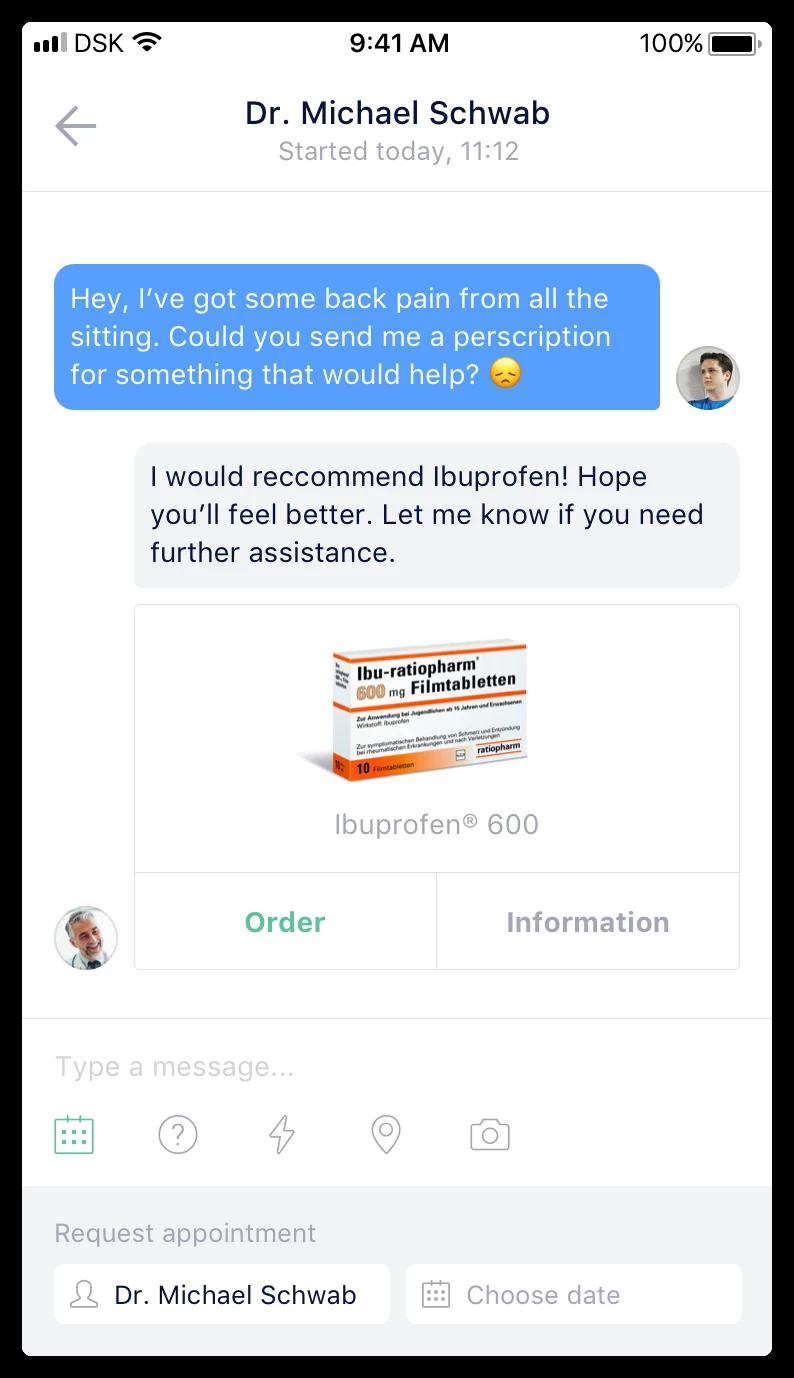 DSK
9:41 AM
100%
Dr. Michael Schwab
Started today, 11:12
Hey, I’ve got some back pain from all the
sitting. Could you send me a perscription
for something that would help? 😞
I would reccommend Ibuprofen! Hope
you’ll feel better. Let me know if you need
further assistance.
Ibu-ratiopharm®
600 mg Filmtabletten
Zur Anwendung bei Jugendlichen ab 15 Jahren und Erwachsenen
Wirkstoff: Ibuprofen
Zur symptomatischen Behandlung von Schmerz und Entzündung
bei rheumatischen Erkrankungen und nach Verletzungen
ratiopharm
10 Filmtabletten
Ibuprofen® 600
Order
Information
Type a message...
?
Request appointment
Dr. Michael Schwab
Choose date